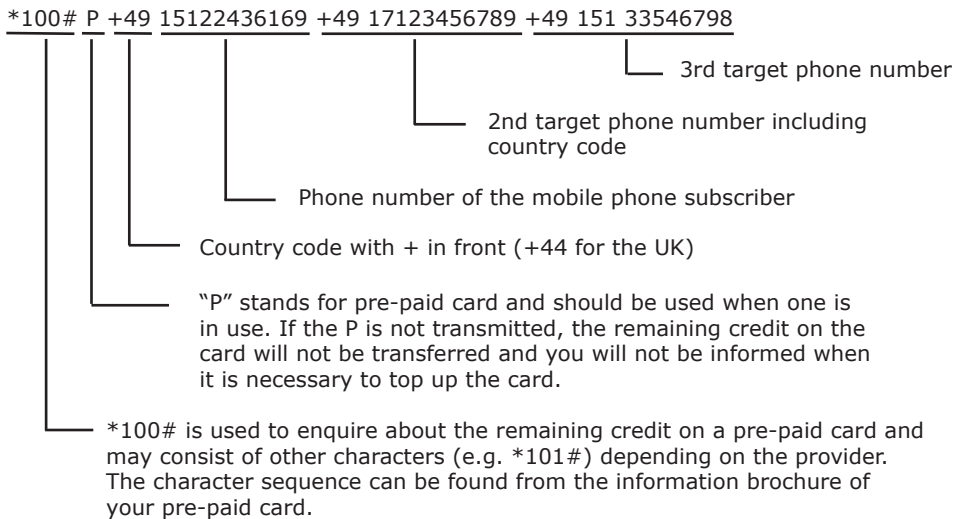 *100# P +49 15122436169 +49 17123456789 +49 151 33546798
3rd target phone number
2nd target phone number including
country code
Phone number of the mobile phone subscriber
Country code with + in front (+44 for the UK)
“P” stands for pre-paid card and should be used when one is
in use. If the P is not transmitted, the remaining credit on the
card will not be transferred and you will not be informed when
it is necessary to top up the card.
*100# is used to enquire about the remaining credit on a pre-paid card and
may consist of other characters (e.g. *101#) depending on the provider.
The character sequence can be found from the information brochure of
your pre-paid card.